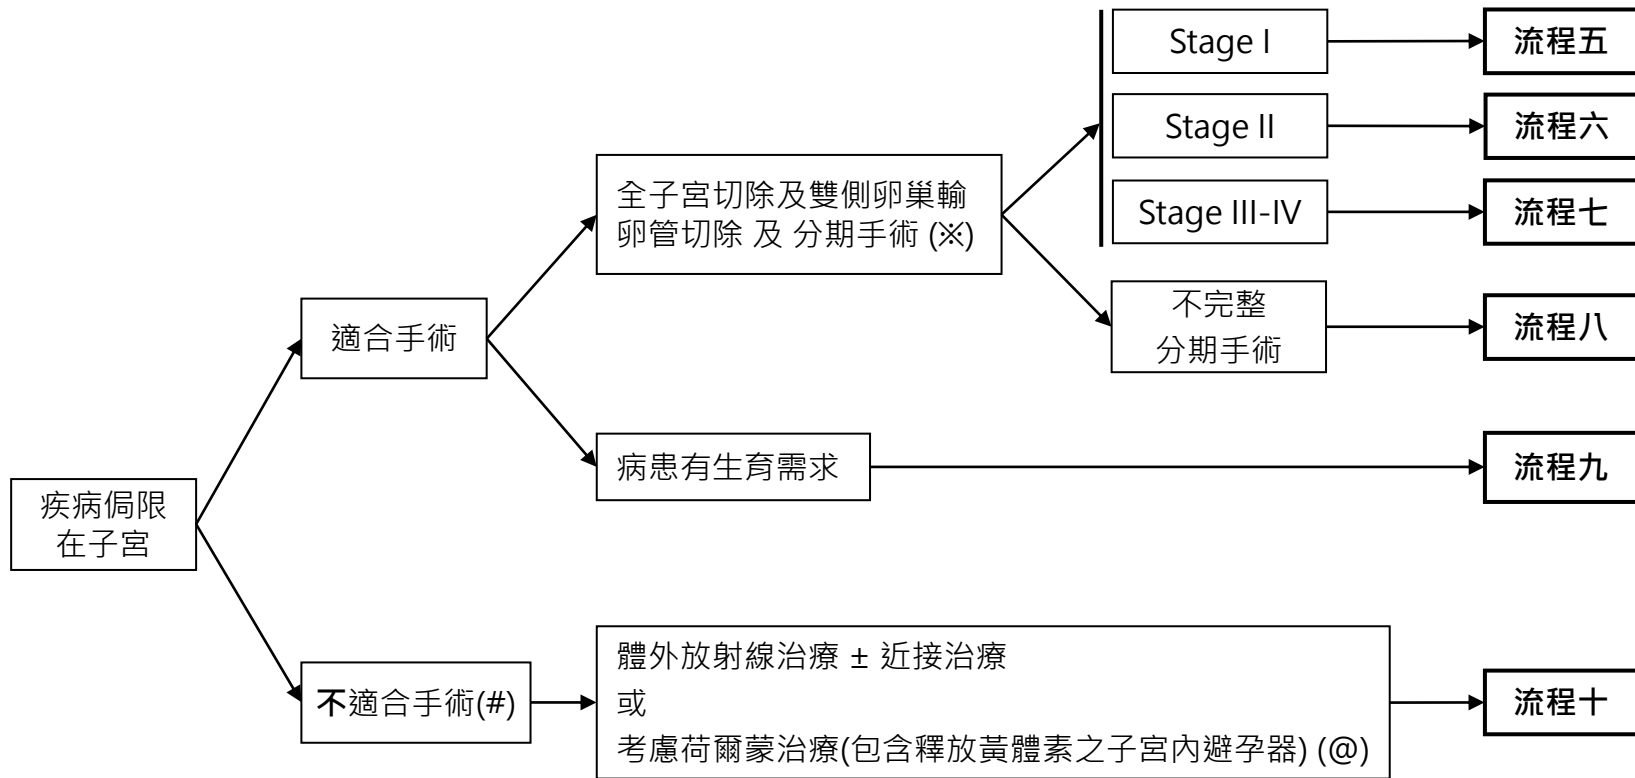 Stage I
流程五
Stage II
流程六
全子宮切除及雙側卵巢輸
卵管切除 及 分期手術 (※)
Stage III-IV
流程七
不完整
分期手術
流程八
適合手術
病患有生育需求
流程九
疾病侷限
在子宮
不適合手術(#)
體外放射線治療 ± 近接治療
或
考慮荷爾蒙治療(包含釋放黃體素之子宮內避孕器) (@)
流程十